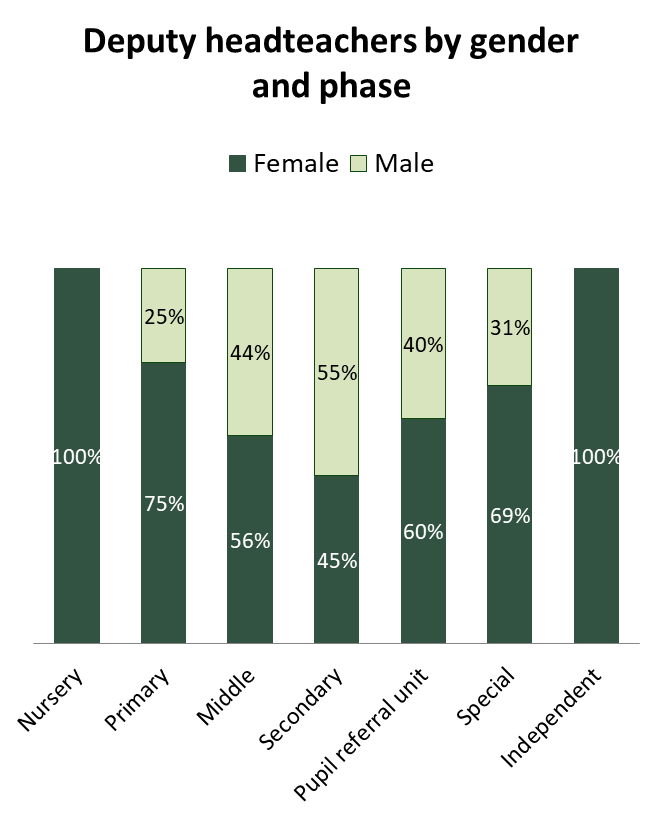 Deputy headteachers by gender
and phase
Female Male
25%
31%
40%
44%
55%
100%
100%
75%
69%
60%
56%
45%
Nursery
Primary
Middle
Secondary
Pupil referral unit
Special
Independent